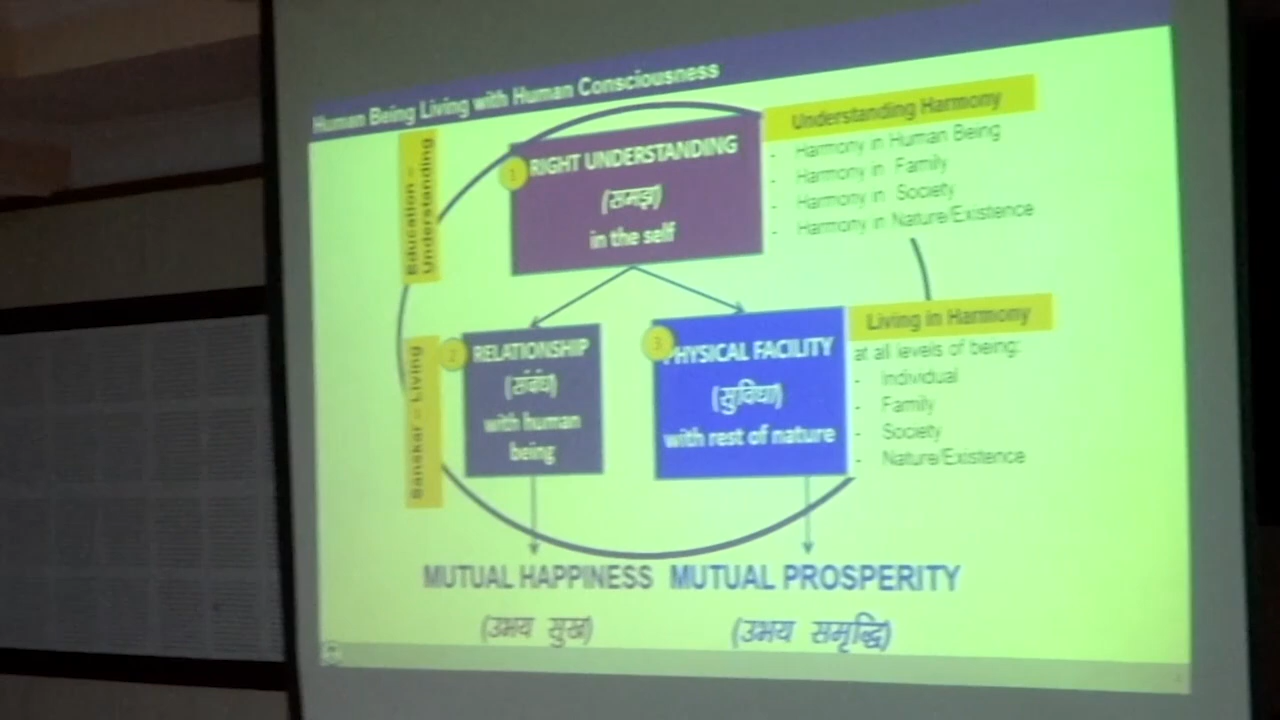 Human Being Living with Human Consciousness
Education –
Understanding
1
RIGHT UNDERSTANDING
(समझ)
in the self
Understanding Harmony
- Harmony in Human Being
- Harmony in Family
- Harmony in Society
- Harmony in Nature/Existence
Sanskar – Living
2
RELATIONSHIP
(संबंध)
with human
being
3
PHYSICAL FACILITY
(सुविधा)
with rest of nature
Living in Harmony
at all levels of being:
- Individual
- Family
- Society
- Nature/Existence
MUTUAL HAPPINESS MUTUAL PROSPERITY
(उभय सुख) (उभय समृद्धि)